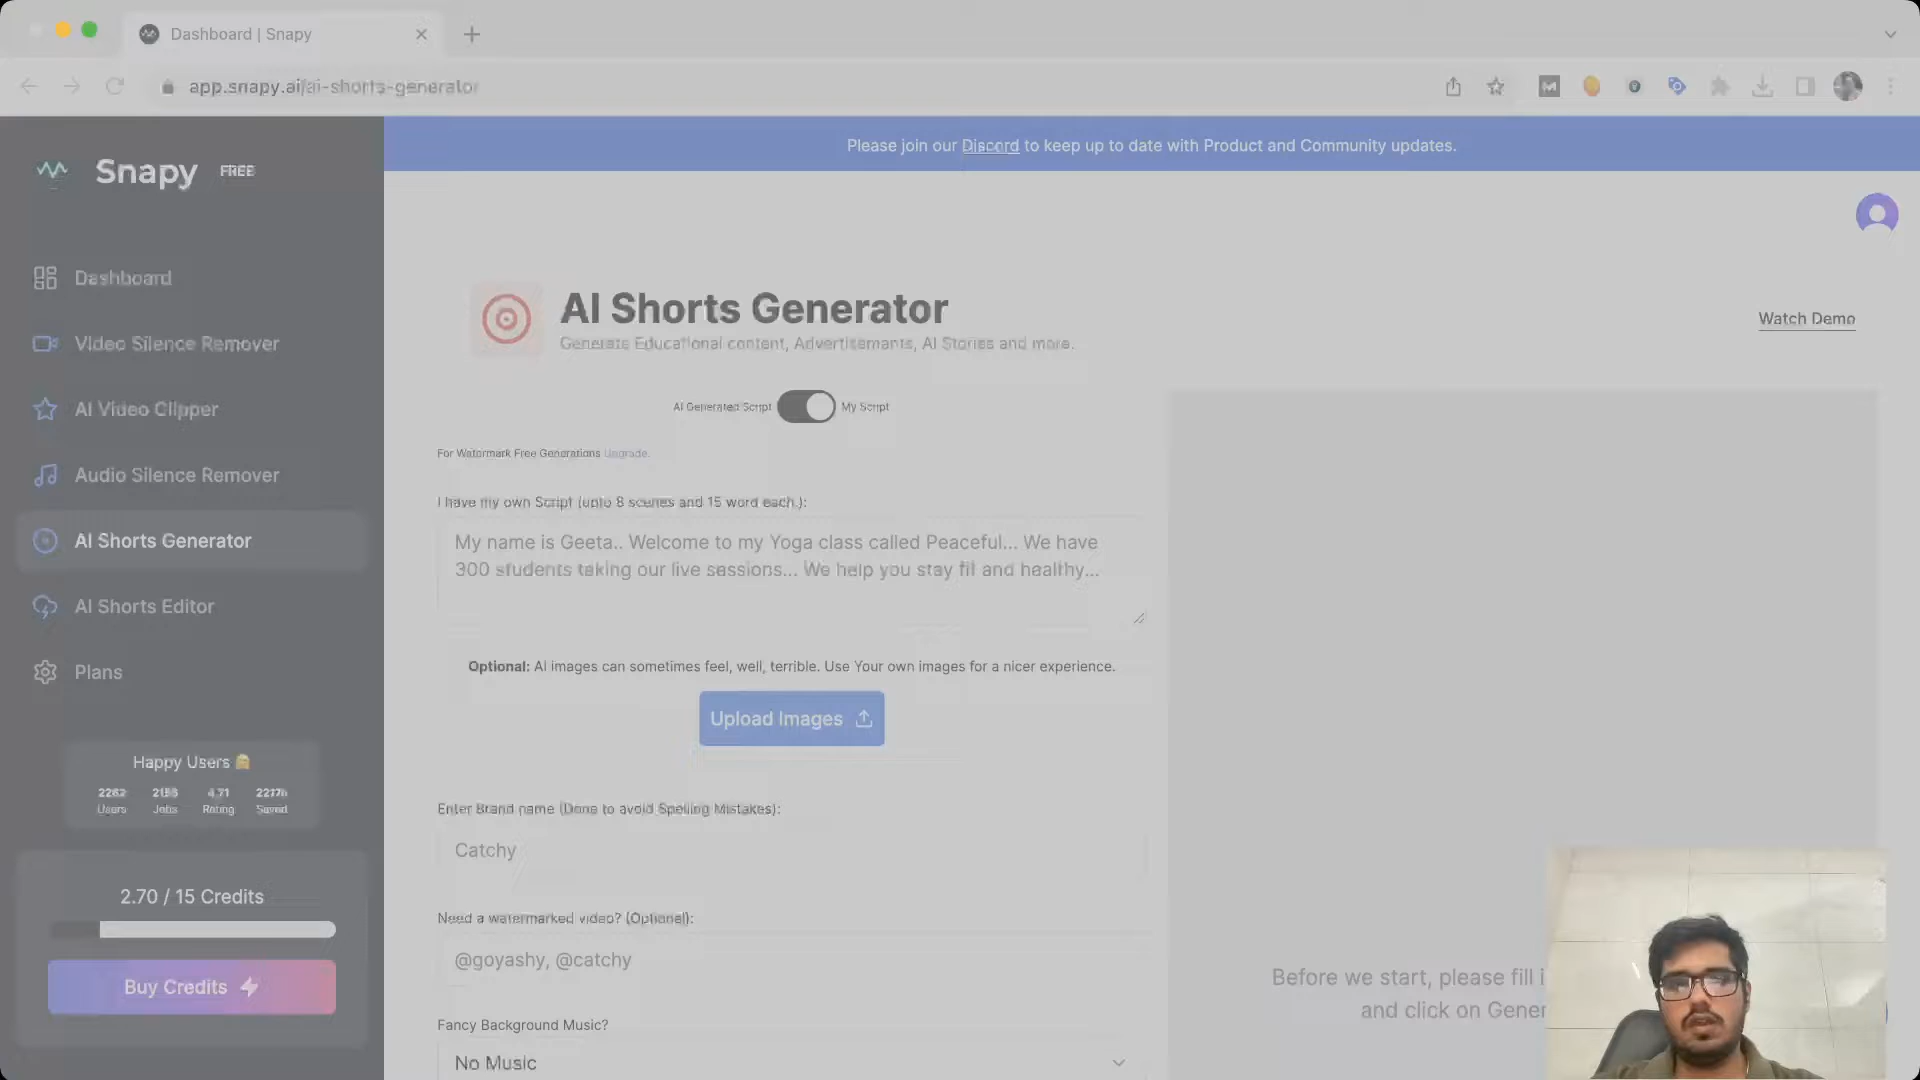 Dashboard | Snapy
app.snapy.ai/ai-shorts-generator
Please join our Discord to keep up to date with Product and Community updates.
Snapy FREE
Dashboard
Video Silence Remover
AI Video Clipper
Audio Silence Remover
AI Shorts Generator
AI Shorts Editor
Plans
Happy Users
Users Jobs Rating Saved
2.70 / 15 Credits
Buy Credits
AI Shorts Generator
Generate Educational content, Advertisements, AI Stories and more.
Watch Demo
AI Generated Script My Script
For Watermark Free Generations Upgrade.
I have my own Script (upto 8 scenes and 15 word each.):
My name is Geeta.. Welcome to my Yoga class called Peaceful... We have
300 students taking our live sessions... We help you stay fit and healthy...
Optional: AI images can sometimes feel, well, terrible. Use Your own images for a nicer experience.
Upload Images
Enter Brand name (Done to avoid Spelling Mistakes):
Catchy
Need a watermarked video? (Optional):
@goyashy, @catchy
Fancy Background Music?
No Music
Before we start, please fill i
and click on Gener